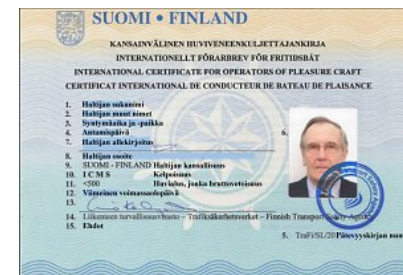 SUOMI • FINLAND
KANSAINVÄLINEN HUVIVENEENKULJETTAJANKIRJA
INTERNATIONELLT FÖRARBREV FÖR FRITIDSBÅT
INTERNATIONAL CERTIFICATE FOR OPERATORS OF PLEASURE CRAFT
CERTIFICAT INTERNATIONAL DE CONDUCTEUR DE BATEAU DE PLAISANCE
1. Haltijan sukunimi
2. Haltijan muut nimet
3. Syntymäaika ja -paikka
4. Antamispäivä
6.
7. Haltijan allekirjoitus
8. Haltijan osoite
9. SUOMI - FINLAND Haltijan kansallisuus
10. I C M S Kelpoisuus
11. <500 Huvialus, jonka bruttovetoisuus
12. Viimeinen voimassaolopäivä
13.
14. Liikenteen turvallisuusvirasto – Trafiksäkerhetsverket – Finnish Transport Safety Agency
15. Ehdot
5. TraFi/SL/20 Pätevyyskirjan num